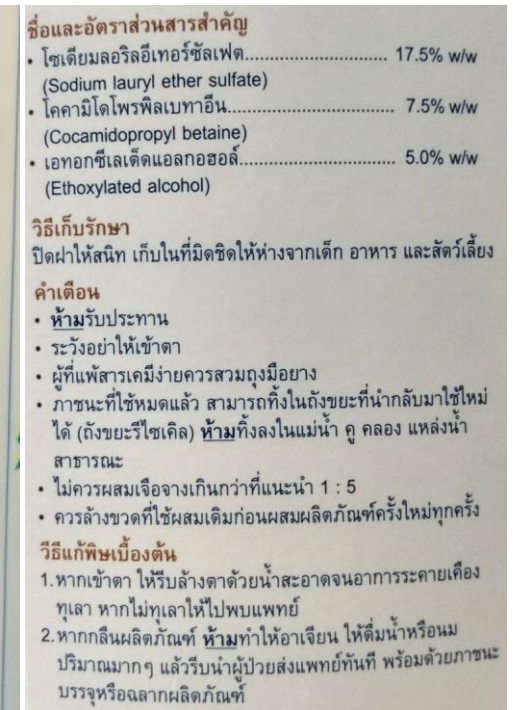 ชื่อและอัตราส่วนสารสำคัญ
• โซเดียมลอริลอีเทอร์ซัลเฟต.............................. 17.5% w/w
(Sodium lauryl ether sulfate)
• โคคามิโดโพรพิลเบทาอีน................................... 7.5% w/w
(Cocamidopropyl betaine)
• เอทอกซีเลเต็ดแอลกอฮอล์................................. 5.0% w/w
(Ethoxylated alcohol)
วิธีเก็บรักษา
ปิดฝาให้สนิท เก็บในที่มิดชิดให้ห่างจากเด็ก อาหาร และสัตว์เลี้ยง
คำเตือน
• ห้ามรับประทาน
• ระวังอย่าให้เข้าตา
• ผู้ที่แพ้สารเคมีง่ายควรสวมถุงมือยาง
• ภาชนะที่ใช้หมดแล้ว สามารถทิ้งในถังขยะที่นำกลับมาใช้ใหม่
ได้ (ถังขยะรีไซเคิล) ห้ามทิ้งลงในแม่น้ำ คู คลอง แหล่งน้ำ
สาธารณะ
• ไม่ควรผสมเจือจางเกินกว่าที่แนะนำ 1 : 5
• ควรล้างขวดที่ใช้ผสมเดิมก่อนผสมผลิตภัณฑ์ครั้งใหม่ทุกครั้ง
วิธีแก้พิษเบื้องต้น
1. หากเข้าตา ให้รีบล้างตาด้วยน้ำสะอาดจนอาการระคายเคือง
ทุเลา หากไม่ทุเลาให้ไปพบแพทย์
2. หากกลืนผลิตภัณฑ์ ห้ามทำให้อาเจียน ให้ดื่มน้ำหรือนม
ปริมาณมากๆ แล้วรีบนำผู้ป่วยส่งแพทย์ทันที พร้อมด้วยภาชนะ
บรรจุหรือฉลากผลิตภัณฑ์